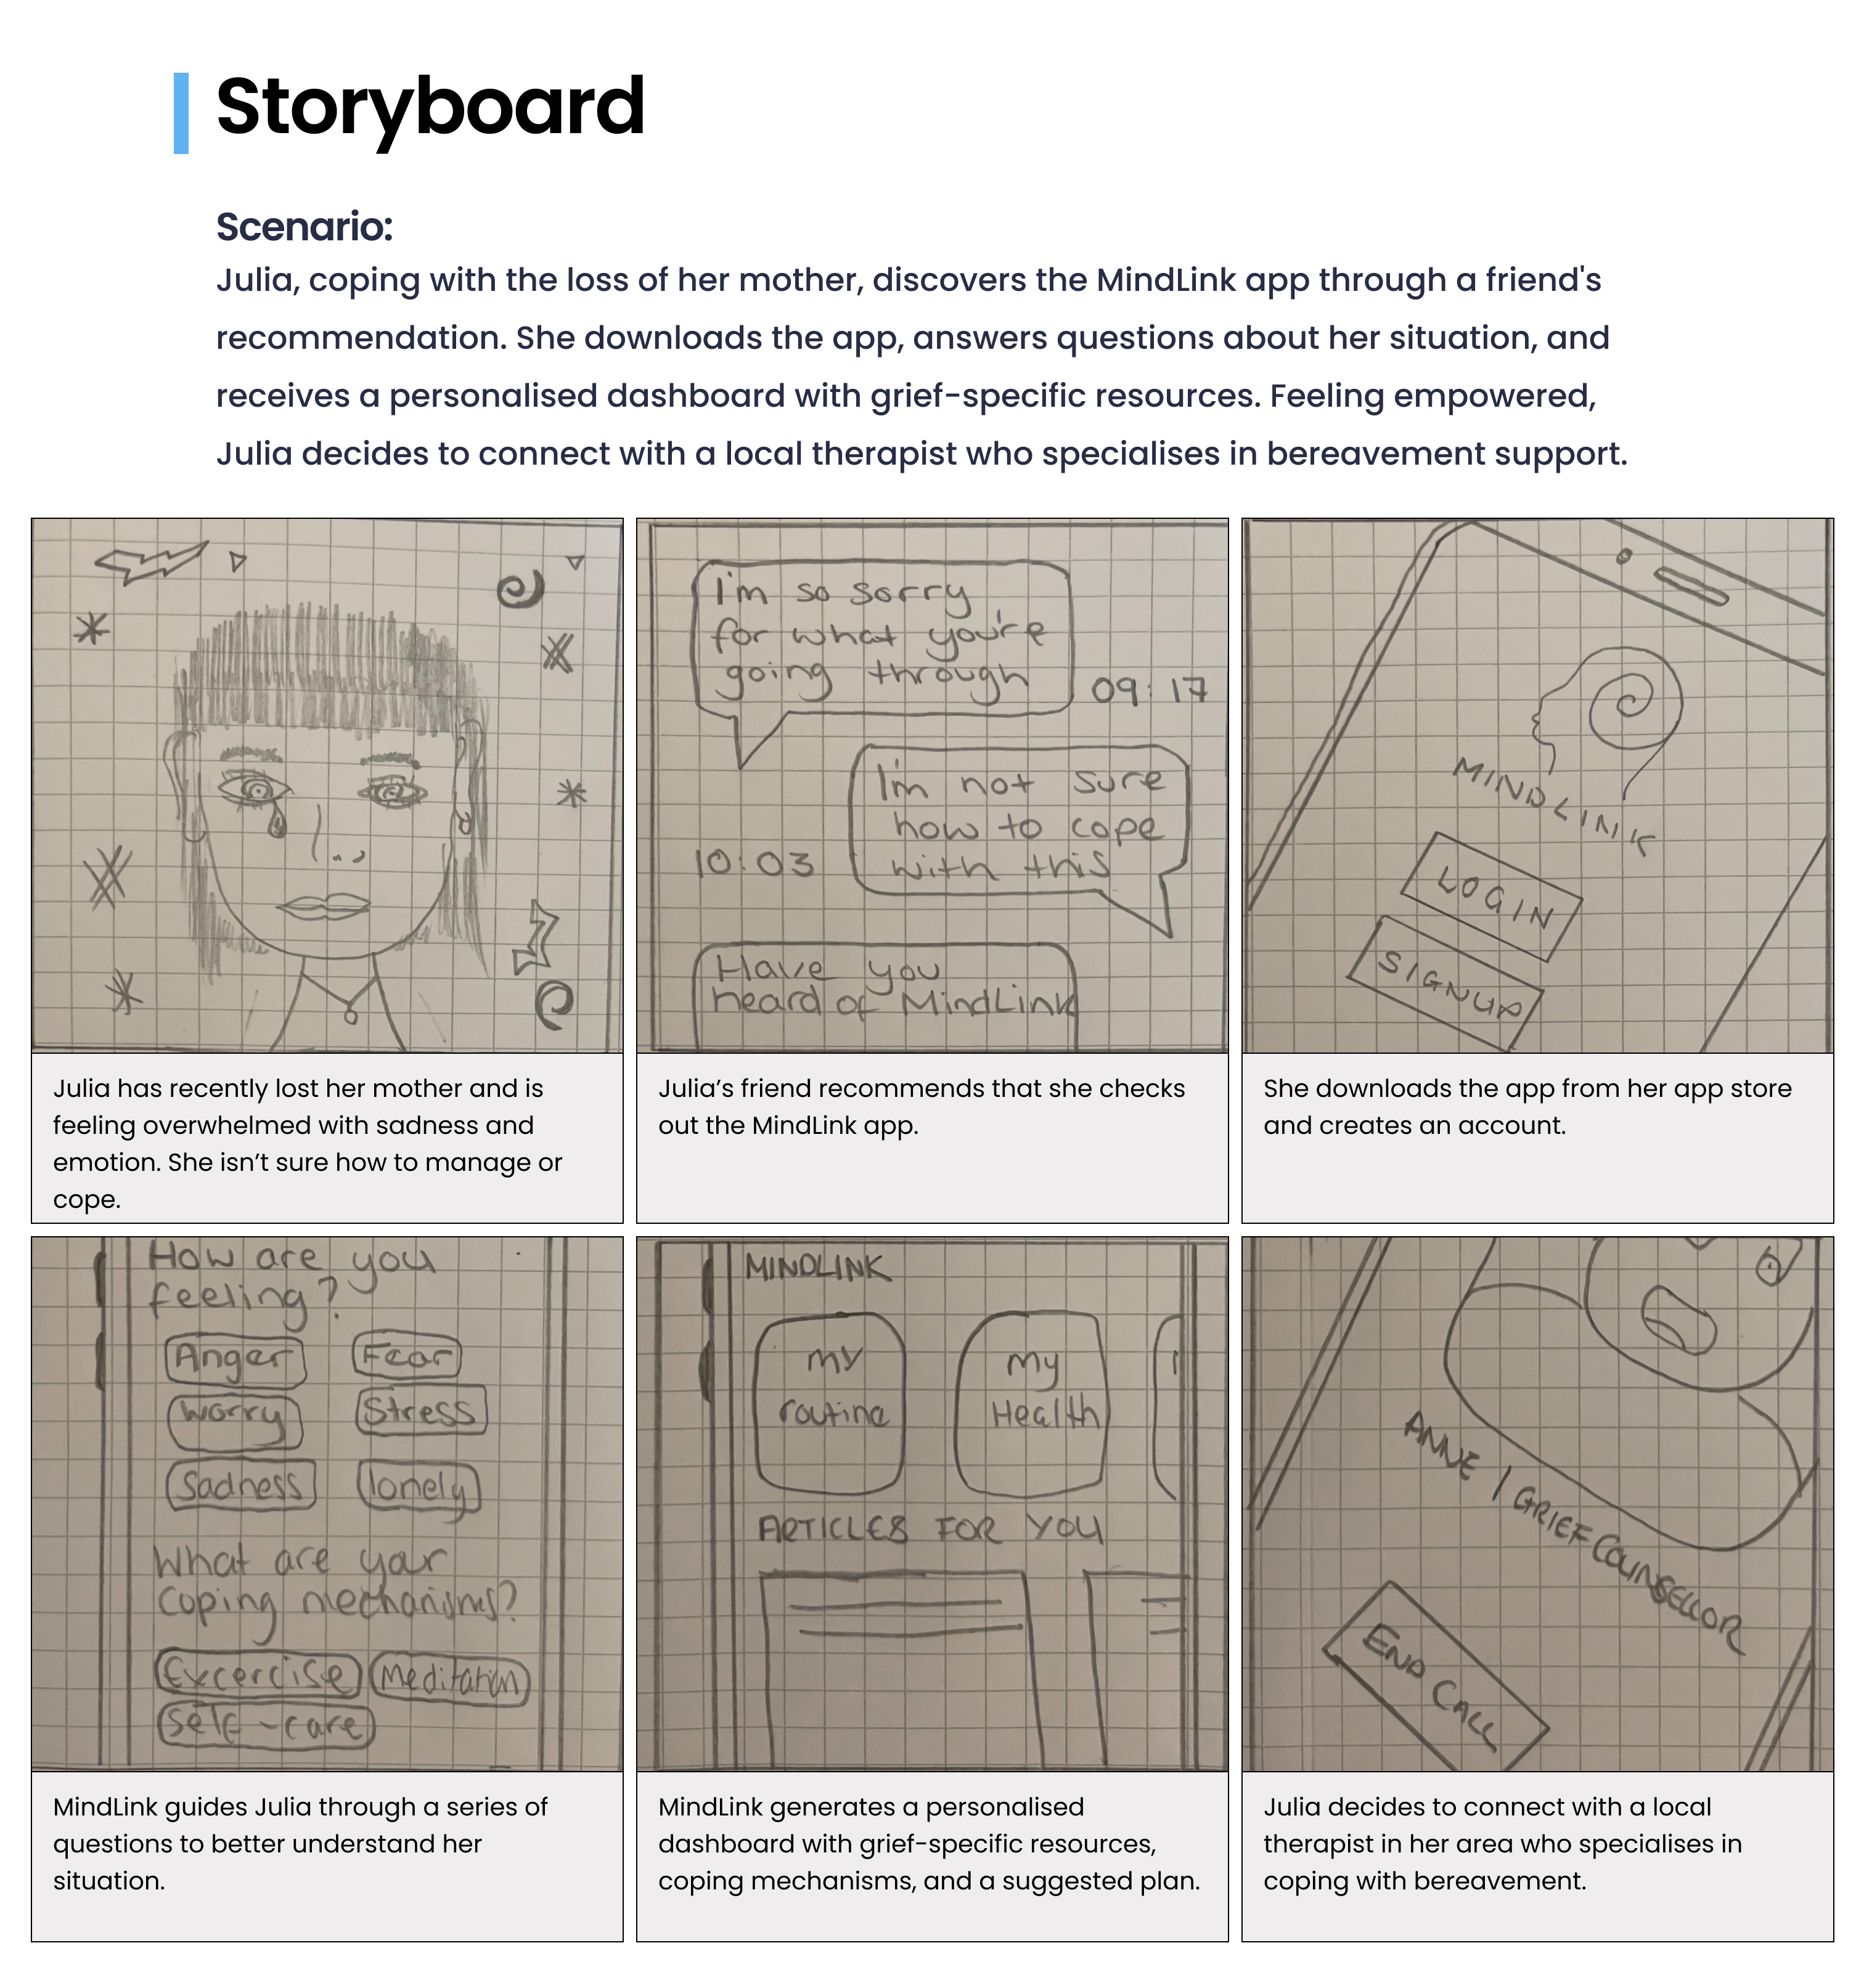 Storyboard
Scenario:
Julia, coping with the loss of her mother, discovers the MindLink app through a friend's
recommendation. She downloads the app, answers questions about her situation, and
receives a personalised dashboard with grief-specific resources. Feeling empowered,
Julia decides to connect with a local therapist who specialises in bereavement support.
I'm so sorry
for what you're
going through
09:17
I'm not sure
how to cope
with this
10:03
Have you
heard of MindLink
MINDLINK
LOGIN
SIGNUP
Julia has recently lost her mother and is
feeling overwhelmed with sadness and
emotion. She isn’t sure how to manage or
cope.
Julia’s friend recommends that she checks
out the MindLink app.
She downloads the app from her app store
and creates an account.
How are you
feeling?
Anger Fear
Worry Stress
Sadness lonely
What are your
coping mechanisms?
Excercise Meditation
self-care
MINDLINK
my
routine
my
Health
ARTICLES FOR YOU
ANNE / GRIEF COUNSELLOR
END CALL
MindLink guides Julia through a series of
questions to better understand her
situation.
MindLink generates a personalised
dashboard with grief-specific resources,
coping mechanisms, and a suggested plan.
Julia decides to connect with a local
therapist in her area who specialises in
coping with bereavement.